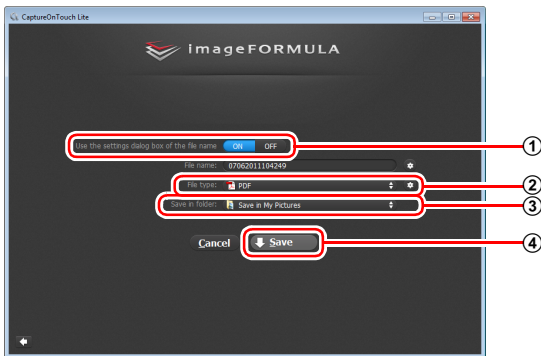 CaptureOnTouch Lite
imageFORMULA
Use the settings dialog box of the file name ON OFF
①
File name: 07062011104249
File type: PDF
②
Save in folder: Save in My Pictures
③
Cancel Save
④